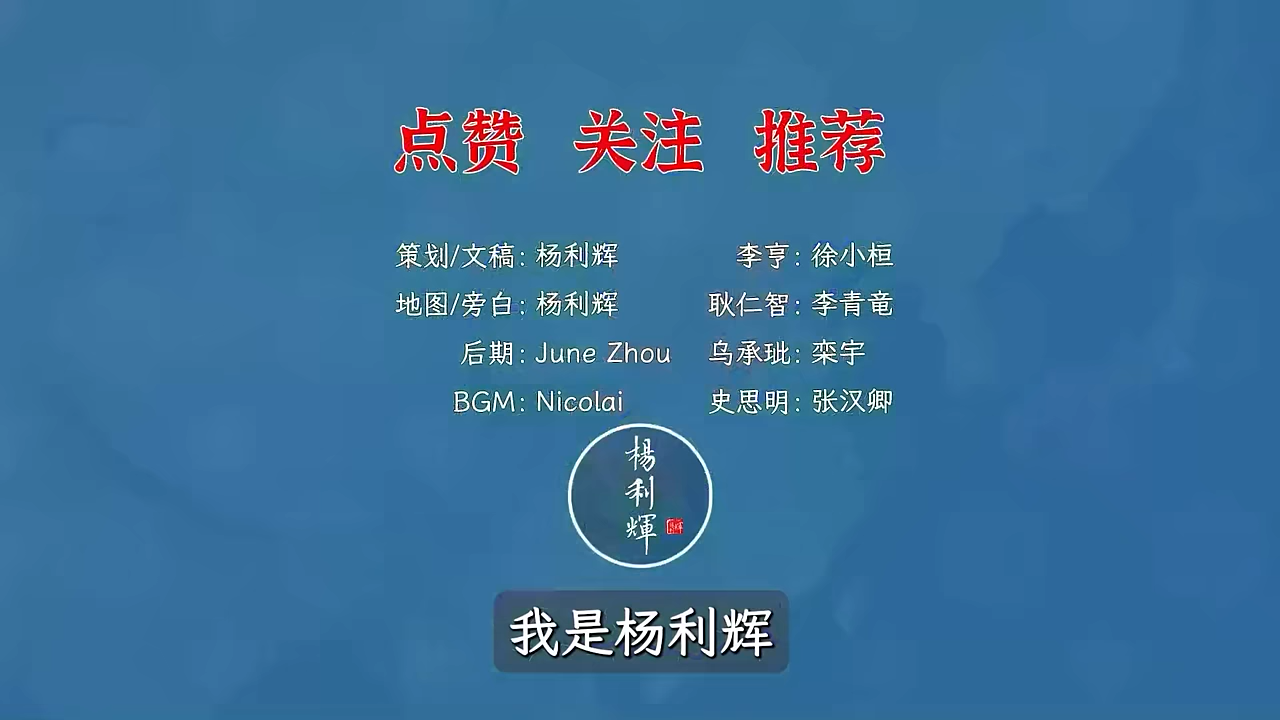 点赞 关注 推荐
策划/文稿: 杨利辉 李亨: 徐小桓
地图/旁白: 杨利辉 耿仁智: 李青竜
后期: June Zhou 乌承玼: 栾宇
BGM: Nicolai 史思明: 张汉卿
楊利輝
我是杨利辉